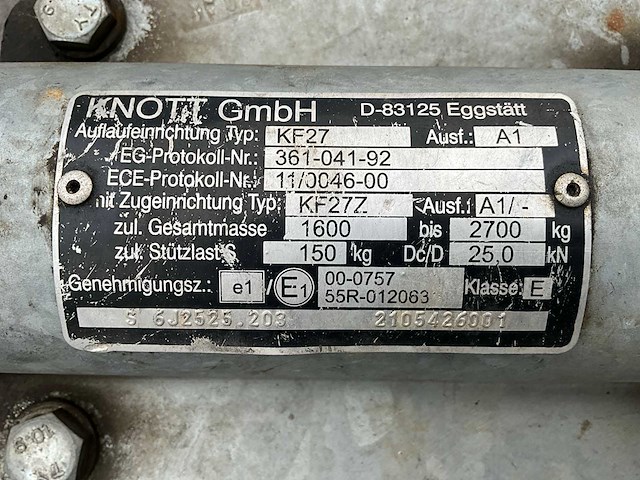 KNOTT GmbH D-83125 Eggstätt
Auflaufeinrichtung Typ: KF27 Ausf.: A1
EG-Protokoll-Nr.: 361-041-92
ECE-Protokoll-Nr.: 11/0046-00
mit Zugeinrichtung Typ: KF27Z Ausf. A1/-
zul. Gesamtmasse 1600 bis 2700 kg
zul. Stützlast S 150 kg Dc/D 25,0 kN
Genehmigungsz.: e1 / E1 00-0757 Klasse: E
55R-012063
S 6J2525.203 2105426001
10.9